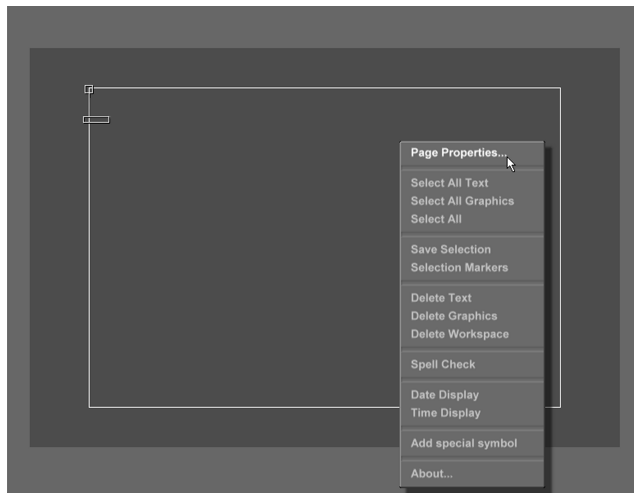 Page Properties...
Select All Text
Select All Graphics
Select All
Save Selection
Selection Markers
Delete Text
Delete Graphics
Delete Workspace
Spell Check
Date Display
Time Display
Add special symbol
About...